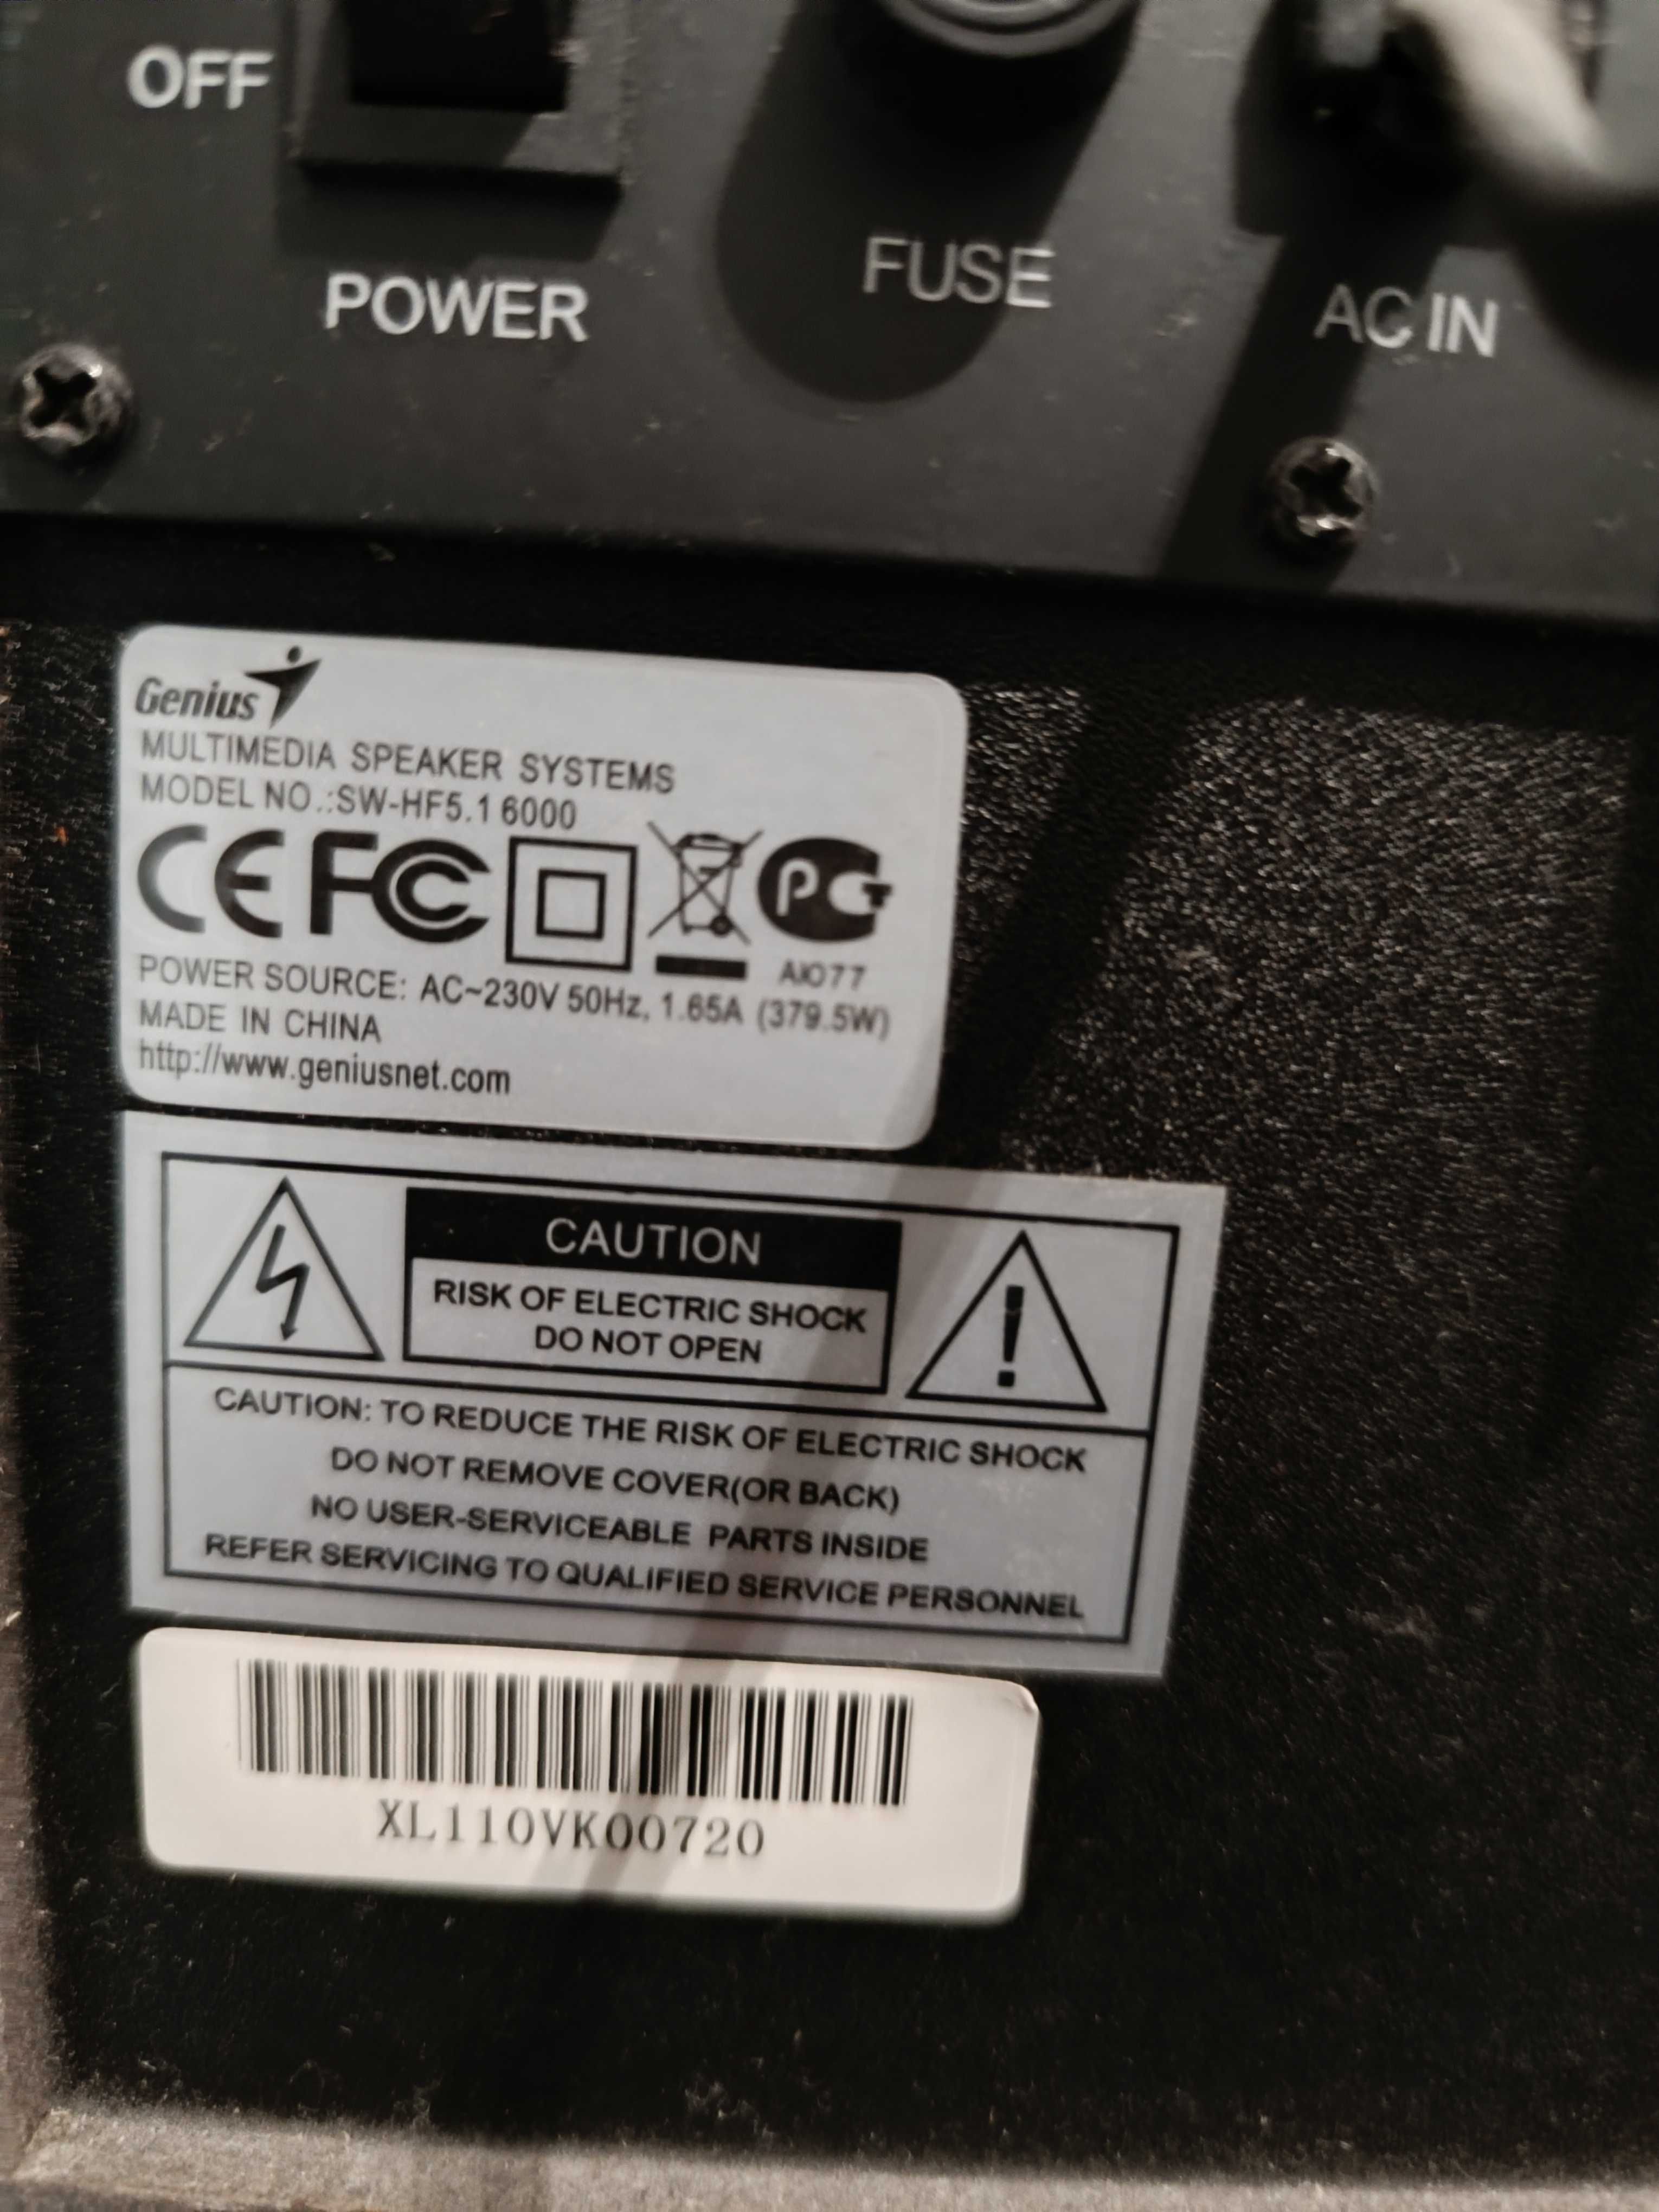 OFF
POWER
FUSE
AC IN
Genius
MULTIMEDIA SPEAKER SYSTEMS
MODEL NO.:SW-HF5.1 6000
CE FC PCT
AЮ77
POWER SOURCE: AC~230V 50Hz, 1.65A (379.5W)
MADE IN CHINA
http://www.geniusnet.com
CAUTION
RISK OF ELECTRIC SHOCK
DO NOT OPEN
CAUTION: TO REDUCE THE RISK OF ELECTRIC SHOCK
DO NOT REMOVE COVER(OR BACK)
NO USER-SERVICEABLE PARTS INSIDE
REFER SERVICING TO QUALIFIED SERVICE PERSONNEL
XL110VK00720